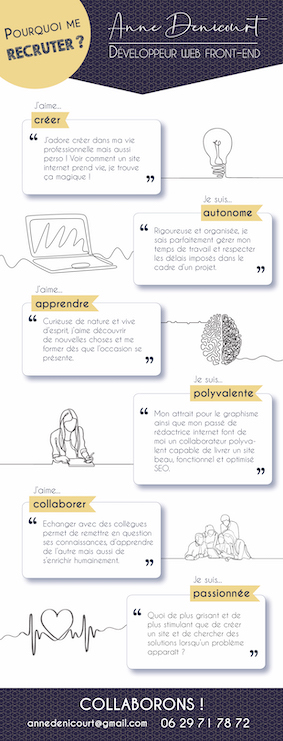 Pourquoi me
recruter ?
Anne Denicourt
Développeur web front-end
J'aime...
créer
“ J'adore créer dans ma vie
professionnelle mais aussi
perso ! Voir comment un site
internet prend vie, je trouve
ça magique ! ”
Je suis...
autonome
“ Rigoureuse et organisée, je
sais parfaitement gérer mon
temps de travail et respecter
les délais imposés dans le
cadre d'un projet. ”
J'aime...
apprendre
“ Curieuse de nature et vive
d'esprit, j'aime découvrir
de nouvelles choses et me
former dès que l'occasion se
présente. ”
Je suis...
polyvalente
“ Mon attrait pour le graphisme
ainsi que mon passé de
rédactrice internet font de
moi un collaborateur polyva-
lent capable de livrer un site
beau, fonctionnel et optimisé
SEO. ”
J'aime...
collaborer
“ Echanger avec des collègues
permet de remettre en question
ses connaissances, d'apprendre
de l'autre mais aussi de
s'enrichir humainement. ”
Je suis...
passionnée
“ Quoi de plus grisant et de
plus stimulant que de créer
un site et de chercher des
solutions lorsqu'un problème
apparaît ? ”
COLLABORONS !
annedenicourt@gmail.com 06 29 71 78 72